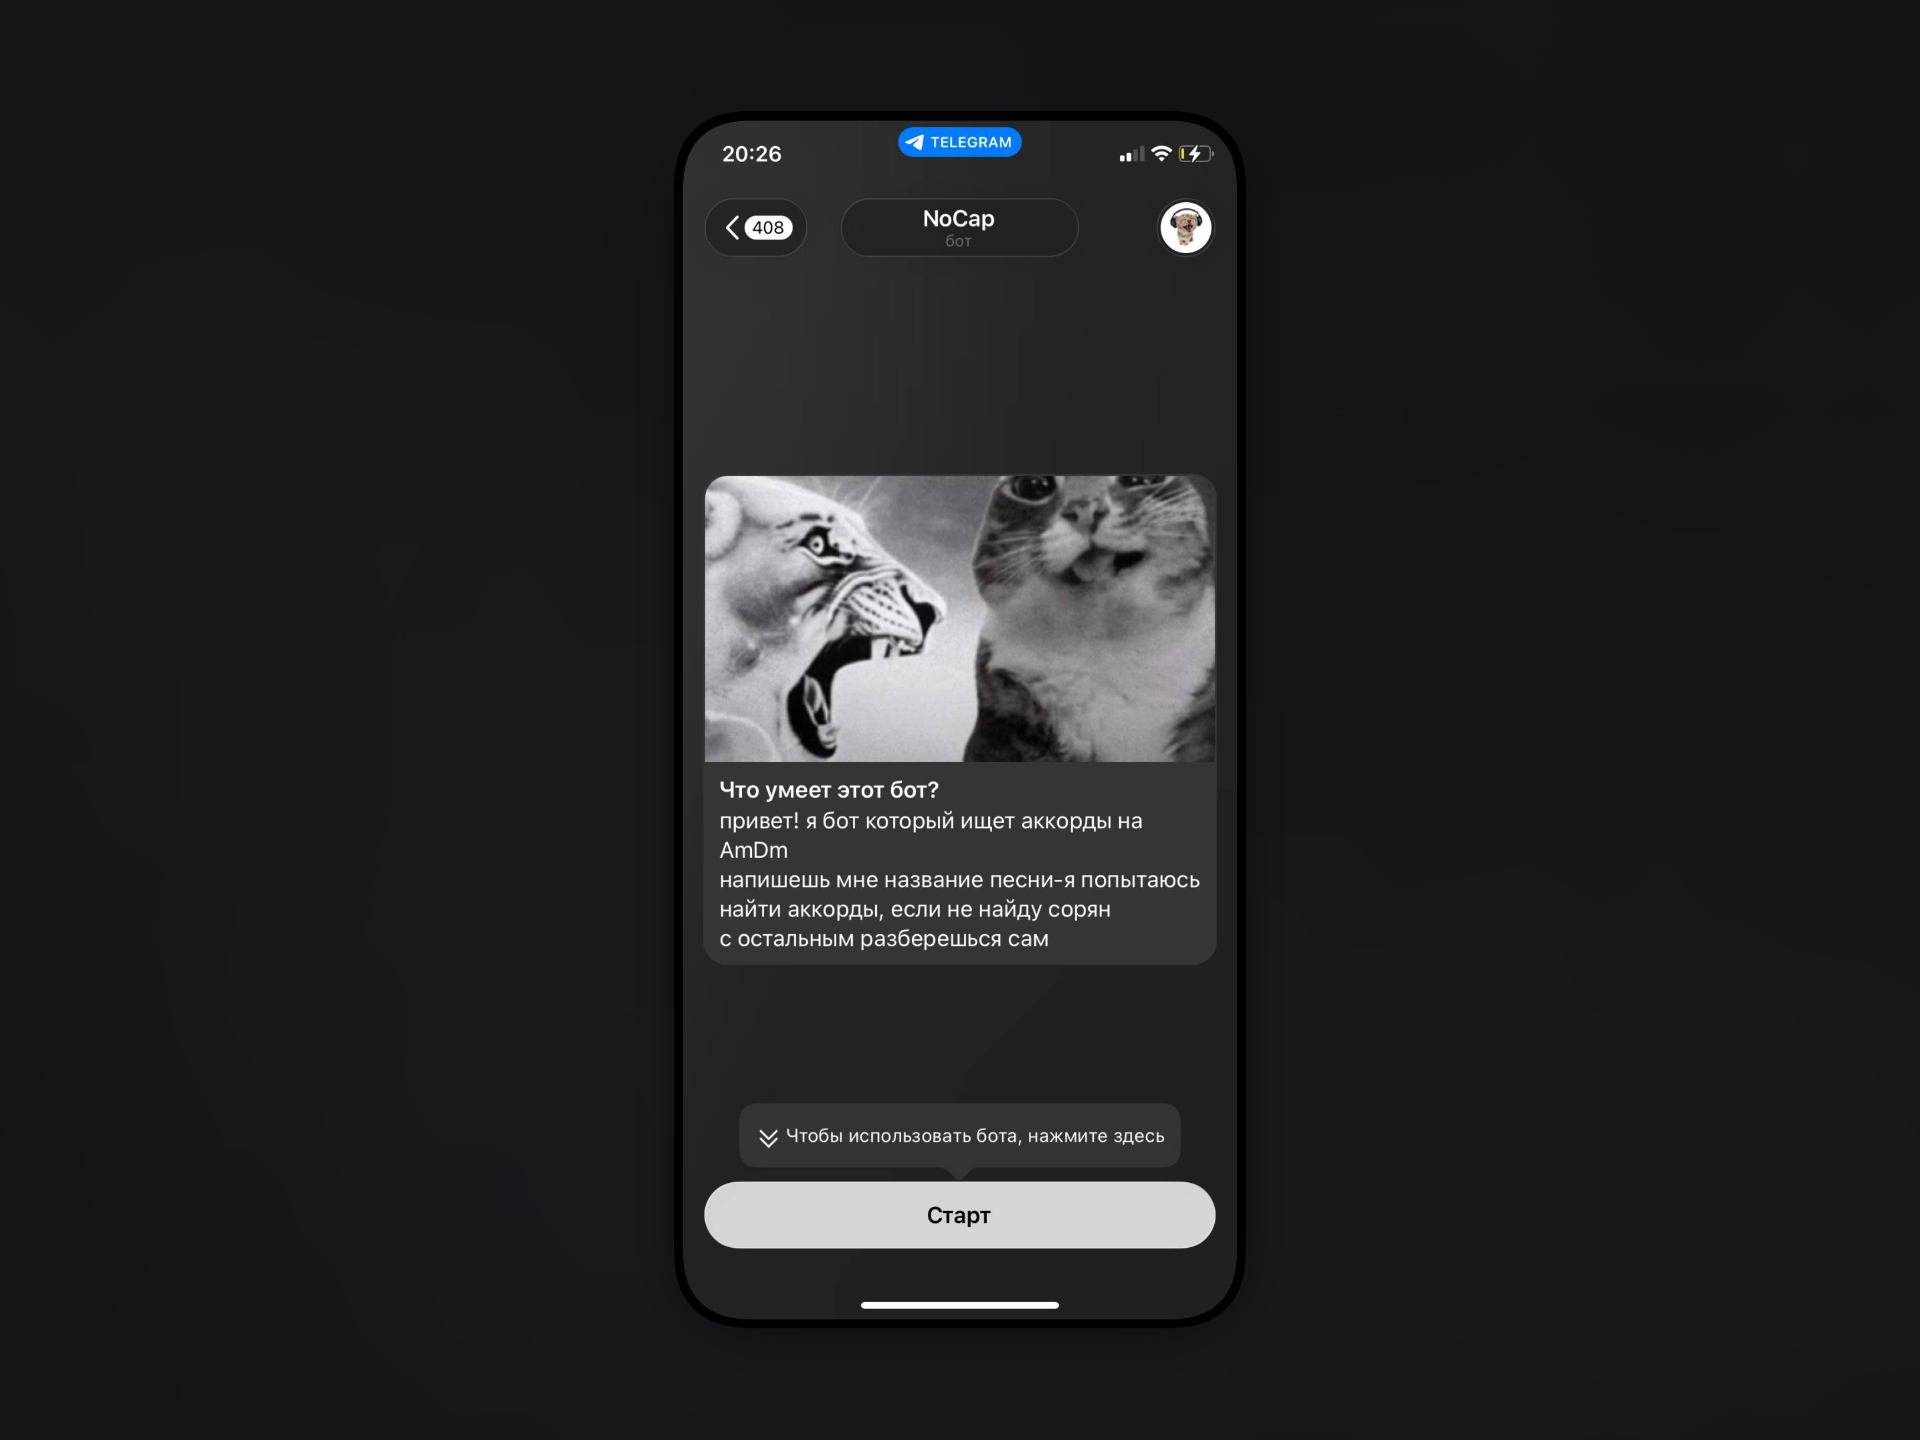 20:26
TELEGRAM
408
NoCap
бот
Что умеет этот бот?
привет! я бот который ищет аккорды на
AmDm
напишешь мне название песни-я попытаюсь
найти аккорды, если не найду сорян
с остальным разберешься сам
Чтобы использовать бота, нажмите здесь
Старт